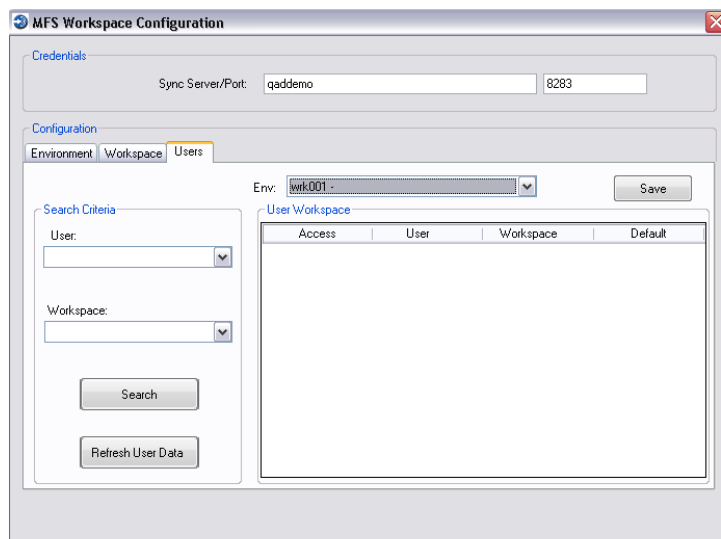 MFS Workspace Configuration
Credentials
Sync Server/Port: qaddemo 8283
Configuration
Environment Workspace Users
Env: wrk001 - Save
Search Criteria
User:
Workspace:
Search
Refresh User Data
User Workspace
Access User Workspace Default